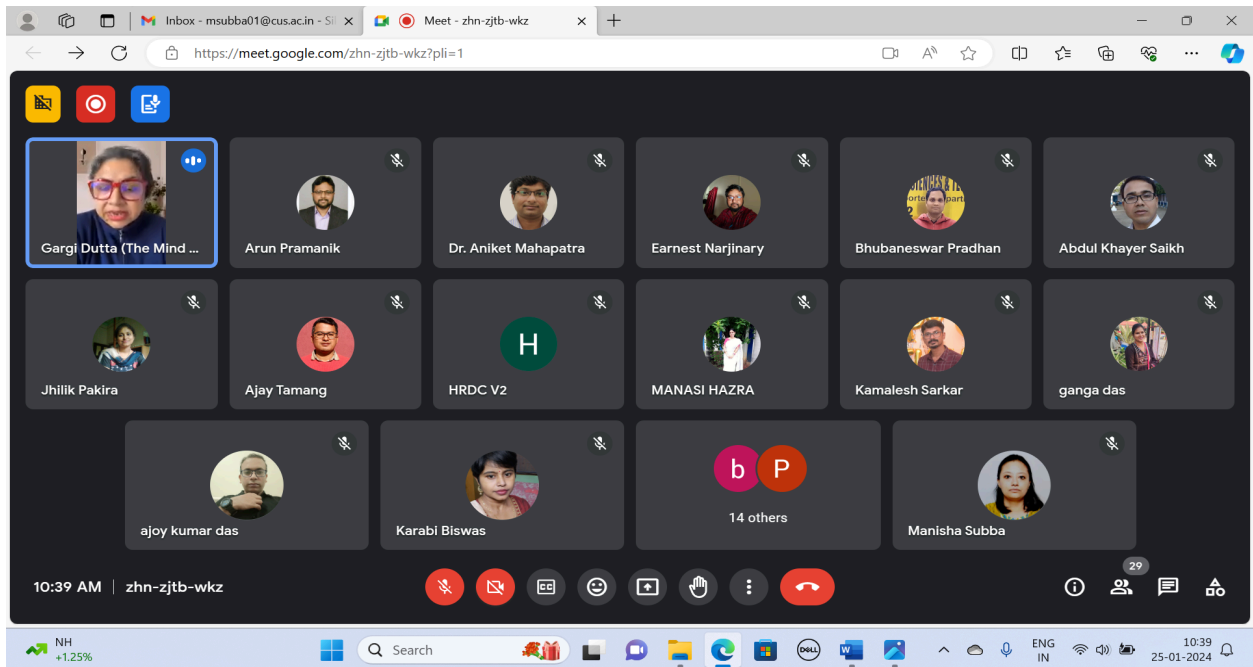 Inbox - msubba01@cus.ac.in - Si
Meet - zhn-zjtb-wkz
https://meet.google.com/zhn-zjtb-wkz?pli=1
Gargi Dutta (The Mind ...
Arun Pramanik
Dr. Aniket Mahapatra
Earnest Narjinary
Bhubaneswar Pradhan
Abdul Khayer Saikh
Jhilik Pakira
Ajay Tamang
H
HRDC V2
MANASI HAZRA
Kamalesh Sarkar
ganga das
ajoy kumar das
Karabi Biswas
b P
14 others
Manisha Subba
10:39 AM | zhn-zjtb-wkz
29
NH
+1.25%
Search
DELL
ENG
IN
10:39
25-01-2024